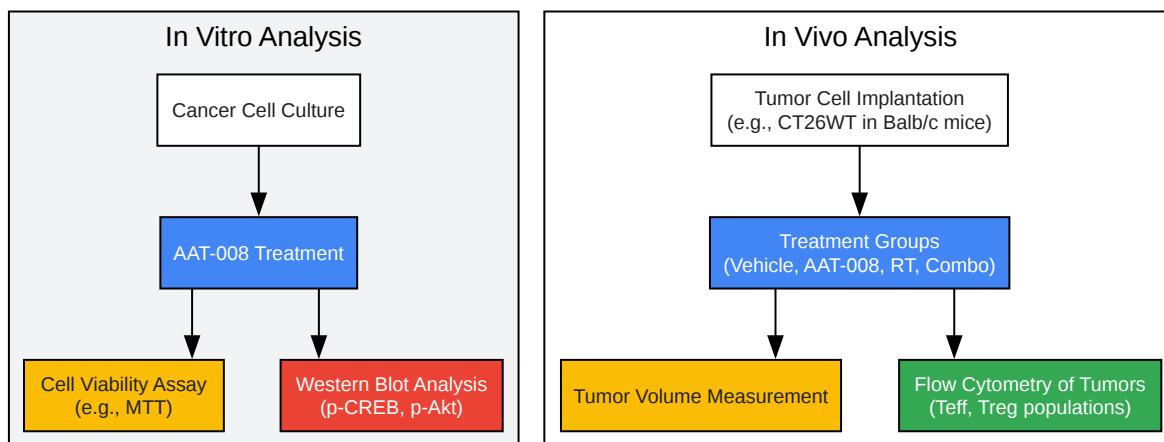 In Vitro Analysis
Cancer Cell Culture
AAT-008 Treatment
Cell Viability Assay
(e.g., MTT)
Western Blot Analysis
(p-CREB, p-Akt)
In Vivo Analysis
Tumor Cell Implantation
(e.g., CT26WT in Balb/c mice)
Treatment Groups
(Vehicle, AAT-008, RT, Combo)
Tumor Volume Measurement
Flow Cytometry of Tumors
(Teff, Treg populations)